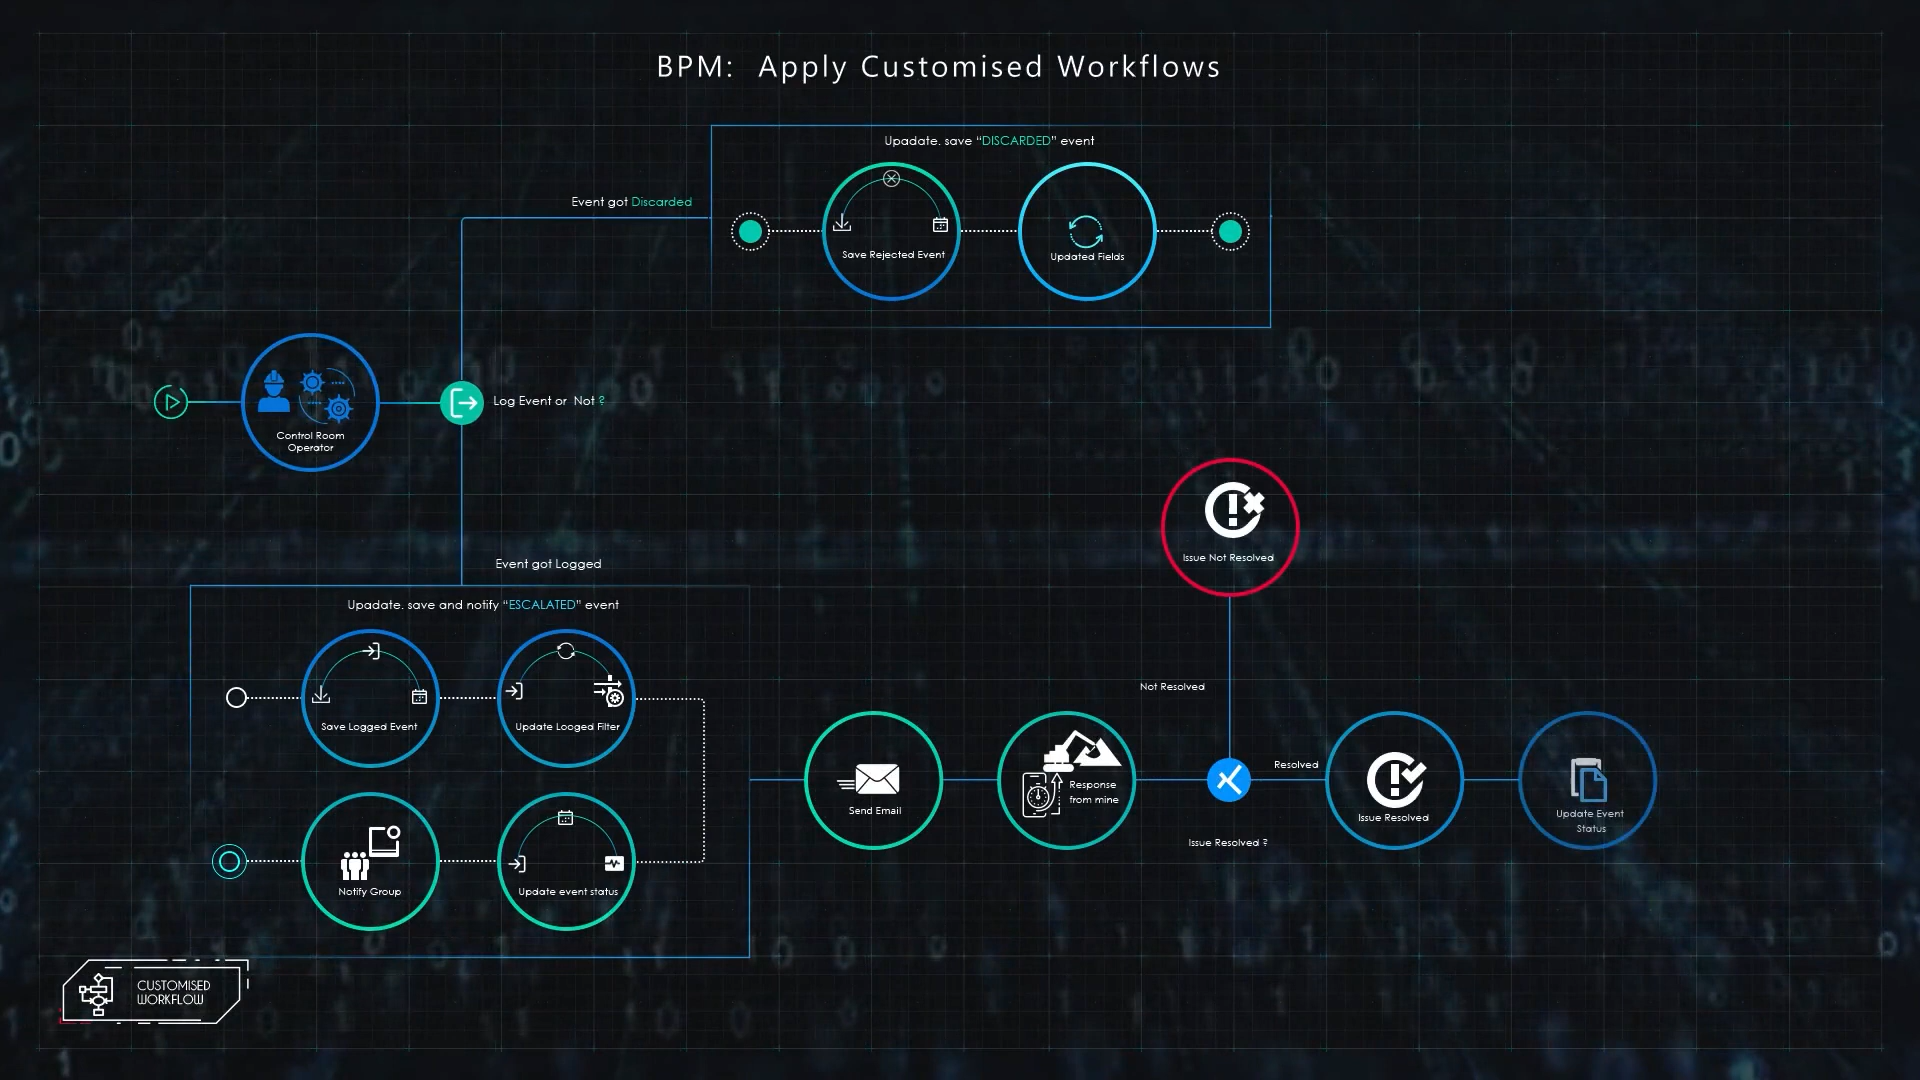 BPM:  Apply Customised Workflows
Upadate. save “DISCARDED” event
Event got Discarded
Save Rejected Event
Updated Fields
Log Event or  Not ?
Control Room
Operator
Issue Not Resolved
Event got Logged
Upadate. save and notify “ESCALATED” event
Save Logged Event
Update Looged Filter
Not Resolved
Resolved
Send Email
Response
from mine
Issue Resolved ?
Issue Resolved
Update Event
Status
Notify Group
Update event status
CUSTOMISED
WORKFLOW